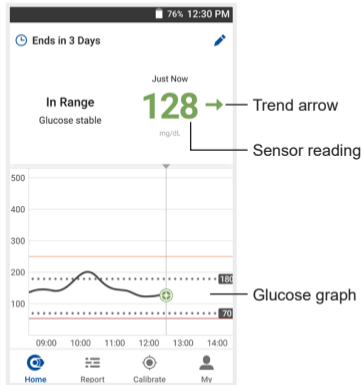 76% 12:30 PM
Ends in 3 Days
Just Now
In Range
128
Trend arrow
Glucose stable
mg/dL
Sensor reading
500
400
300
200
180
Glucose graph
100
70
09:00 10:00 11:00 12:00 13:00 14:00
Home Report Calibrate My